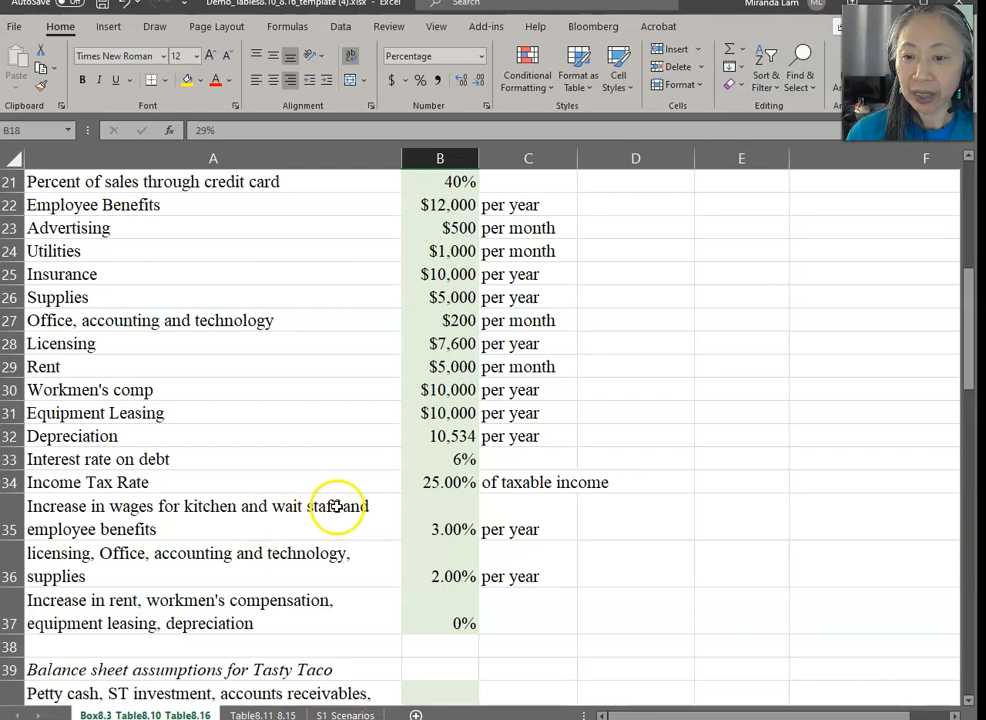 AutoSave Off Demo_Tables8.10_8.16_template (4).xlsx - Excel Search Miranda Lam ML
File Home Insert Draw Page Layout Formulas Data Review View Add-ins Help Bloomberg Acrobat
Paste Times New Roman 12 A A ab Percentage Conditional Formatting Format as Table Cell Styles Insert Delete Format Sort & Filter Find & Select
B I U A $ % 9
Clipboard Font Alignment Number Styles Cells Editing
B18 fx 29%
A B C D E F
21 Percent of sales through credit card 40%
22 Employee Benefits $12,000 per year
23 Advertising $500 per month
24 Utilities $1,000 per month
25 Insurance $10,000 per year
26 Supplies $5,000 per year
27 Office, accounting and technology $200 per month
28 Licensing $7,600 per year
29 Rent $5,000 per month
30 Workmen's comp $10,000 per year
31 Equipment Leasing $10,000 per year
32 Depreciation 10,534 per year
33 Interest rate on debt 6%
34 Income Tax Rate 25.00% of taxable income
Increase in wages for kitchen and wait staff and
35 employee benefits 3.00% per year
licensing, Office, accounting and technology,
36 supplies 2.00% per year
Increase in rent, workmen's compensation,
37 equipment leasing, depreciation 0%
38
39 Balance sheet assumptions for Tasty Taco
Petty cash, ST investment, accounts receivables,
Box8.3_Table8.10_Table8.16 Table8.11_8.15 S1 Scenarios